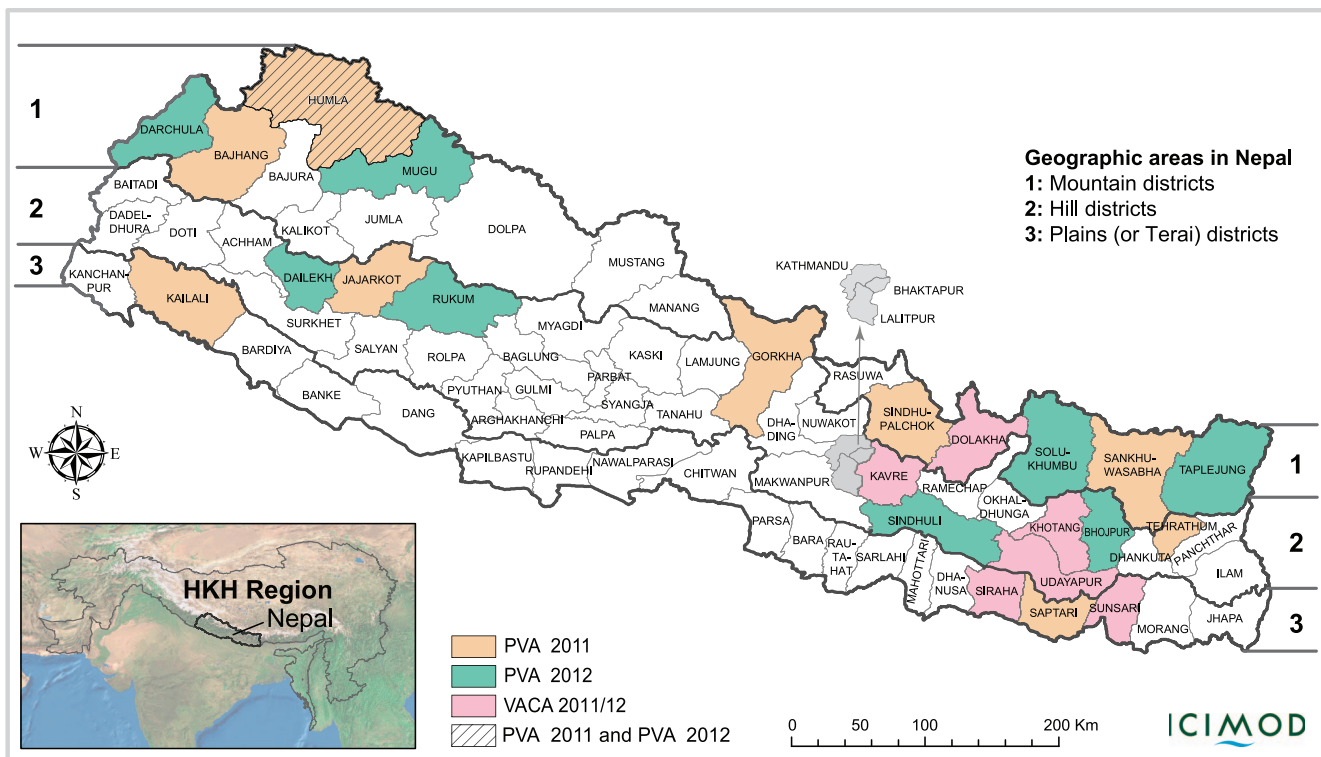 1
2
3
DARCHULA
HUMLA
BAJHANG
BAJURA
MUGU
BAITADI
DADEL-
DHURA
DOTI
ACHHAM
KALIKOT
JUMLA
DOLPA
MUSTANG
MANANG
KANCHAN-
PUR
KAILALI
DAILEKH
JAJARKOT
RUKUM
SURKHET
SALYAN
BARDIYA
BANKE
DANG
ROLPA
PYUTHAN
BAGLUNG
MYAGDI
GULMI
PARBAT
KASKI
LAMJUNG
GORKHA
SYANGJA
TANAHU
ARGHAKHANCHI
PALPA
KAPILBASTU
RUPANDEHI
NAWALPARASI
CHITWAN
Geographic areas in Nepal
1: Mountain districts
2: Hill districts
3: Plains (or Terai) districts
KATHMANDU
BHAKTAPUR
LALITPUR
RASUWA
DHA-
DING
NUWAKOT
SINDHU-
PALCHOK
DOLAKHA
KAVRE
MAKWANPUR
RAMECHAP
SOLU-
KHUMBU
SANKHU-
WASABHA
TAPLEJUNG
OKHAL-
DHUNGA
KHOTANG
BHOJPUR
TEHRATHUM
PANCHTHAR
DHANKUTA
ILAM
SINDHULI
PARSA
BARA
RAU-
TA-
HAT
SARLAHI
MAHOTTARI
DHA-
NUSA
SIRAHA
UDAYAPUR
SAPTARI
SUNSARI
MORANG
JHAPA
1
2
3
N
W
E
S
HKH Region
Nepal
PVA 2011
PVA 2012
VACA 2011/12
PVA 2011 and PVA 2012
0 50 100 200 Km
ICIMOD